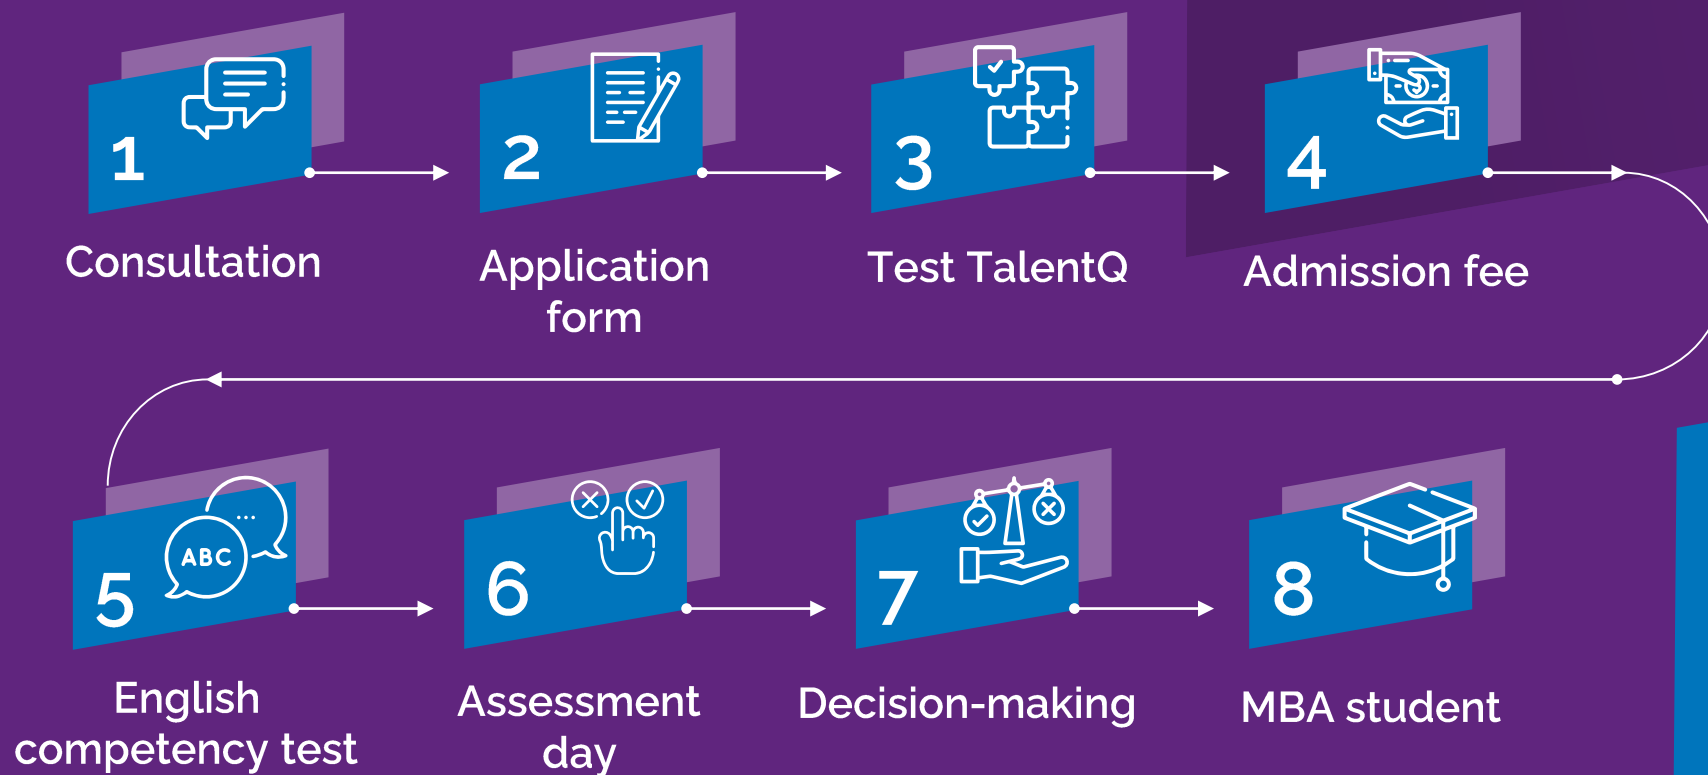 1
Consultation
2
Application
form
3
Test TalentQ
4
Admission fee
5
ABC
English
competency test
6
Assessment
day
7
Decision-making
8
MBA student